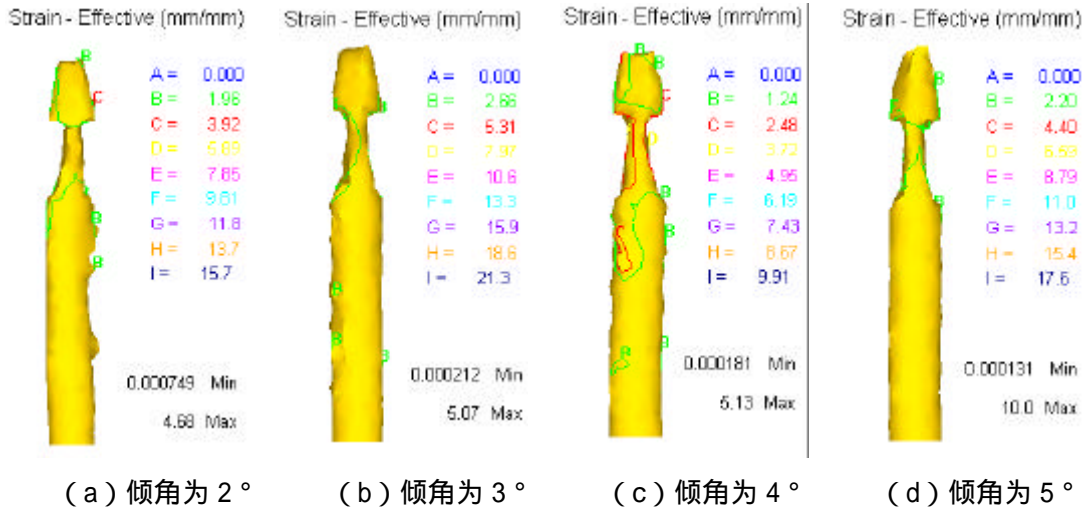 Strain - Effective (mm/mm)
B
C
B
B
A = 0.000
B = 1.96
C = 3.92
D = 5.89
E = 7.85
F = 9.81
G = 11.8
H = 13.7
I = 15.7
0.000749 Min
4.68 Max
(a)倾角为 2 °
Strain - Effective (mm/mm)
B
B
B
B
A = 0.000
B = 2.66
C = 5.31
D = 7.97
E = 10.6
F = 13.3
G = 15.9
H = 18.6
I = 21.3
0.000212 Min
5.07 Max
(b)倾角为 3 °
Strain - Effective (mm/mm)
B
B
C
D
B
B
B
B
A = 0.000
B = 1.24
C = 2.48
D = 3.72
E = 4.95
F = 6.19
G = 7.43
H = 8.67
I = 9.91
0.000181 Min
5.13 Max
(c)倾角为 4 °
Strain - Effective (mm/mm)
B
B
B
A = 0.000
B = 2.20
C = 4.40
D = 6.59
E = 8.79
F = 11.0
G = 13.2
H = 15.4
I = 17.6
0.000131 Min
10.0 Max
(d)倾角为 5 °